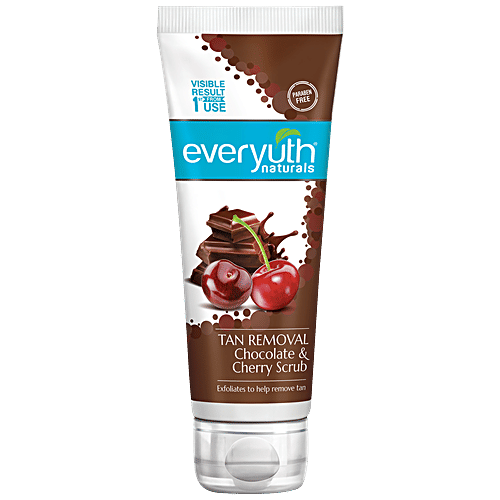 VISIBLE
RESULT
1st FROM
USE
PARABEN
FREE
everyuth®
naturals
TAN REMOVAL
Chocolate &
Cherry Scrub
Exfoliates to help remove tan